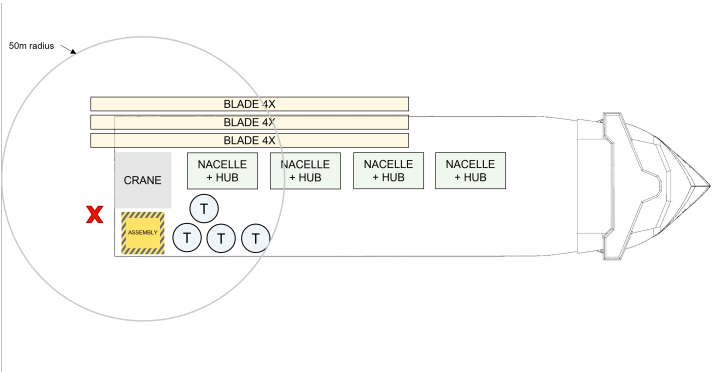 50m radius
BLADE 4X
BLADE 4X
BLADE 4X
CRANE
NACELLE
+ HUB
NACELLE
+ HUB
NACELLE
+ HUB
NACELLE
+ HUB
X
ASSEMBLY
T
T
T
T